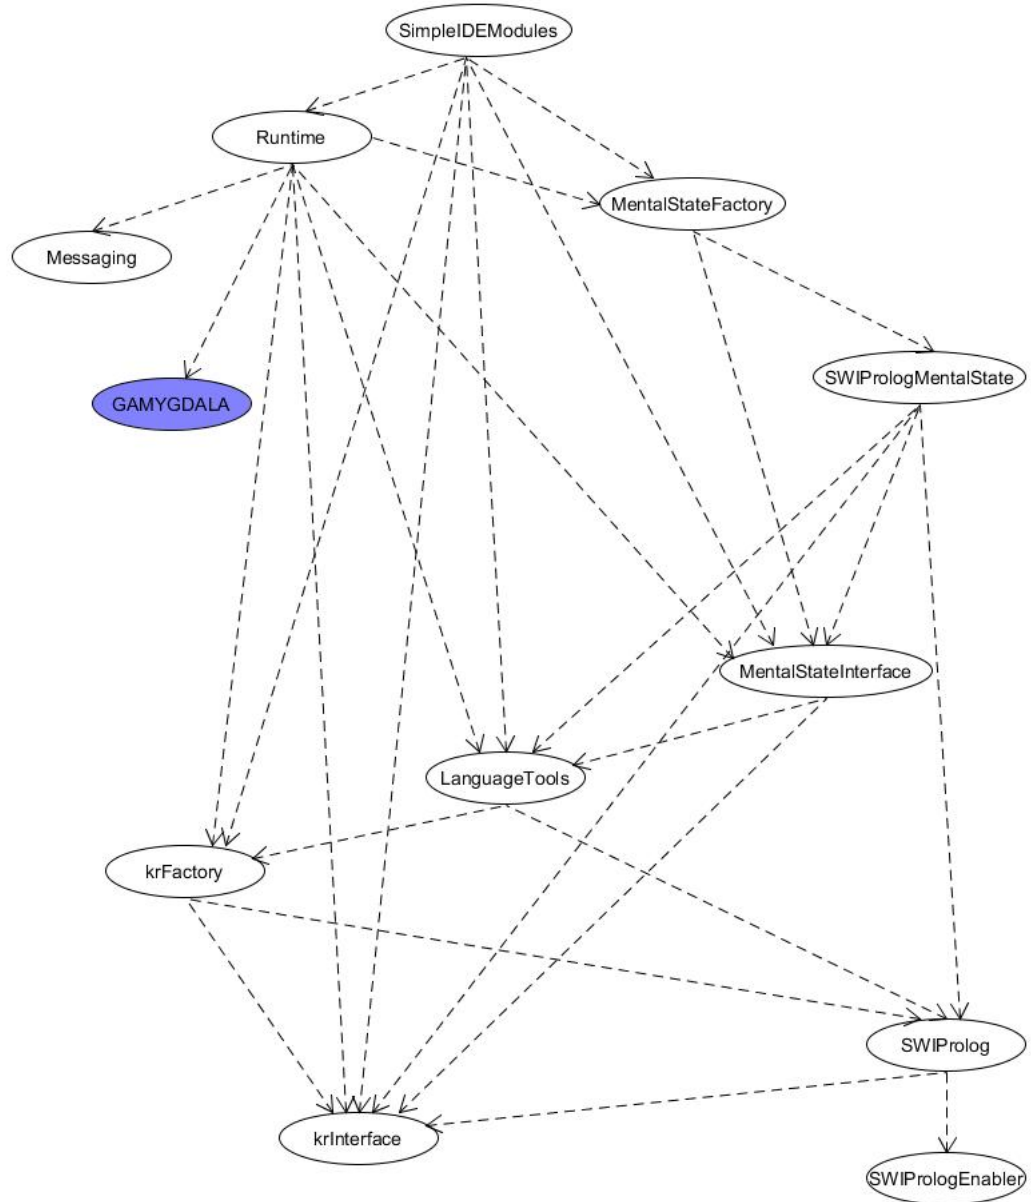 SimpleIDEModules
Runtime
MentalStateFactory
Messaging
SWIPrologMentalState
GAMYGDALA
MentalStateInterface
LanguageTools
krFactory
SWIProlog
krInterface
SWIPrologEnabler